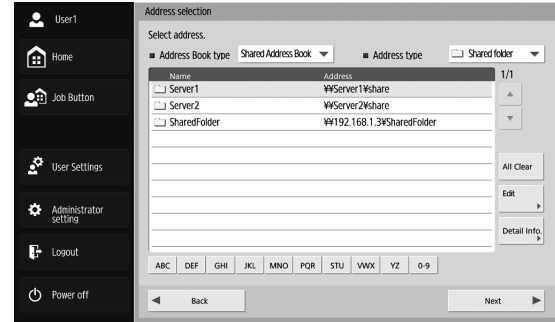 User1
Home
Job Button
User Settings
Administrator
setting
Logout
Power off
Address selection
Select address.
■ Address Book type Shared Address Book ▼ ■ Address type Shared folder ▼
Name Address 1/1
Server1 ¥¥Server1¥share
Server2 ¥¥Server2¥share
SharedFolder ¥¥192.168.1.3¥SharedFolder
All Clear
Edit
Detail Info.
ABC DEF GHI JKL MNO PQR STU VWX YZ 0-9
Back Next